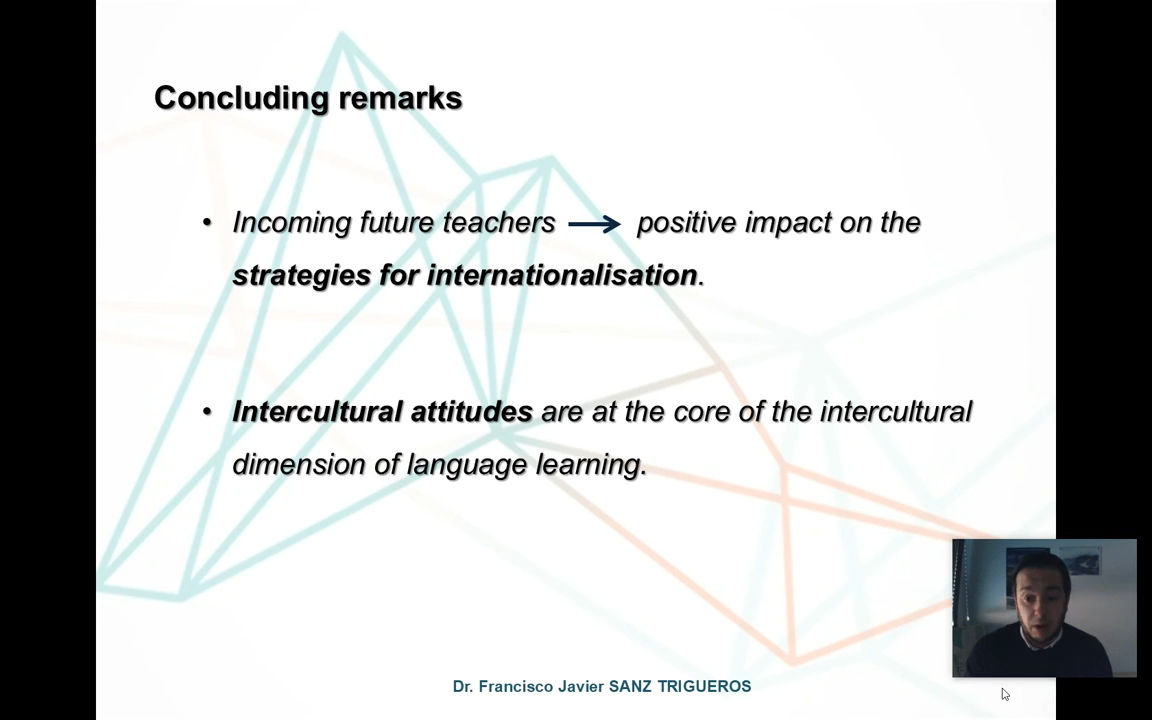 Concluding remarks
• Incoming future teachers → positive impact on the
strategies for internationalisation.
• Intercultural attitudes are at the core of the intercultural
dimension of language learning.
Dr. Francisco Javier SANZ TRIGUEROS